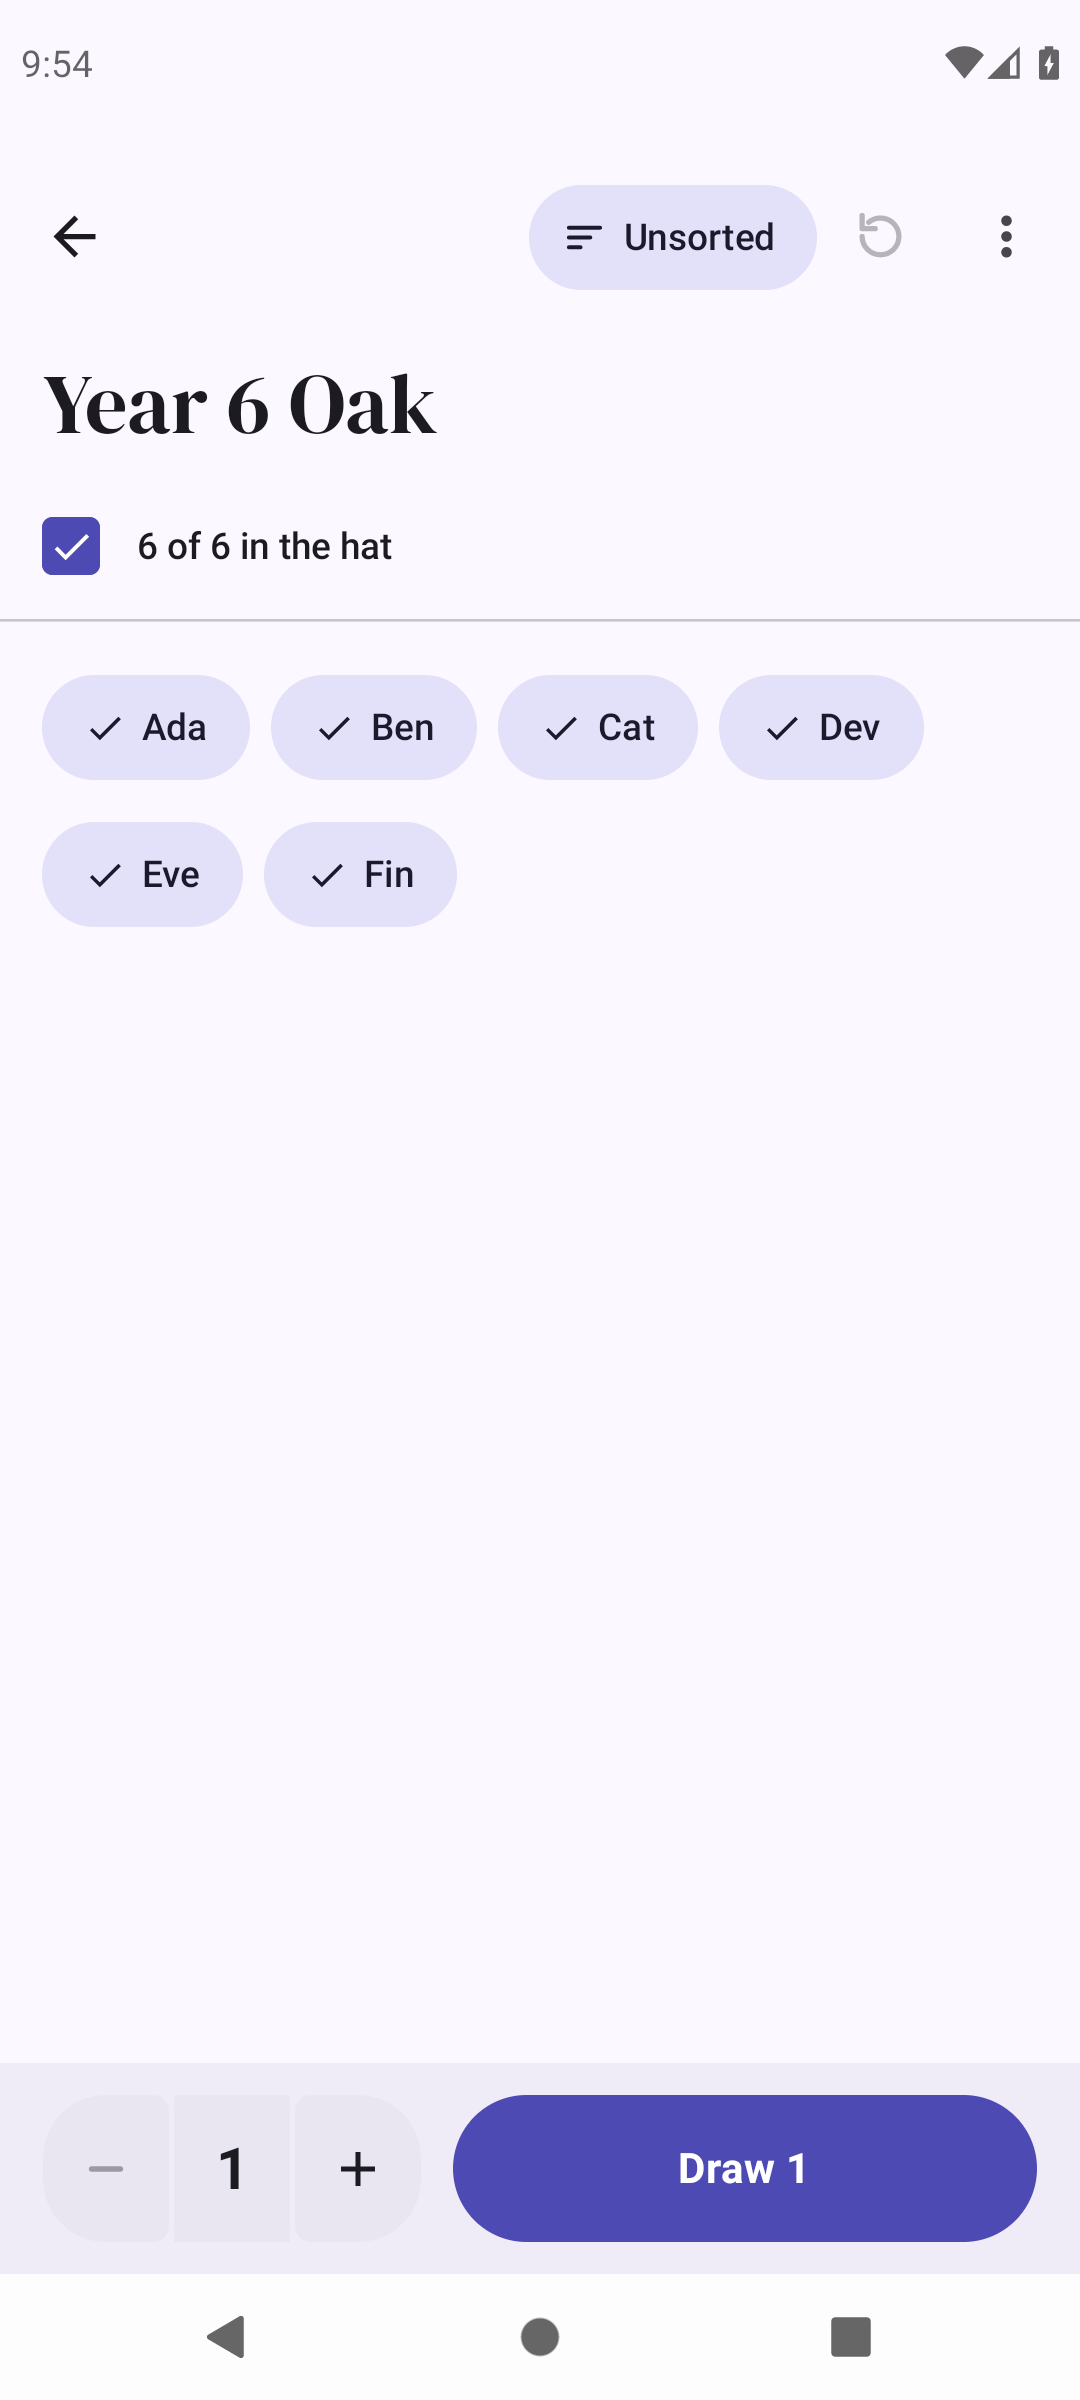 9:54
Unsorted
Year 6 Oak
6 of 6 in the hat
Ada Ben Cat Dev
Eve Fin
1 Draw 1